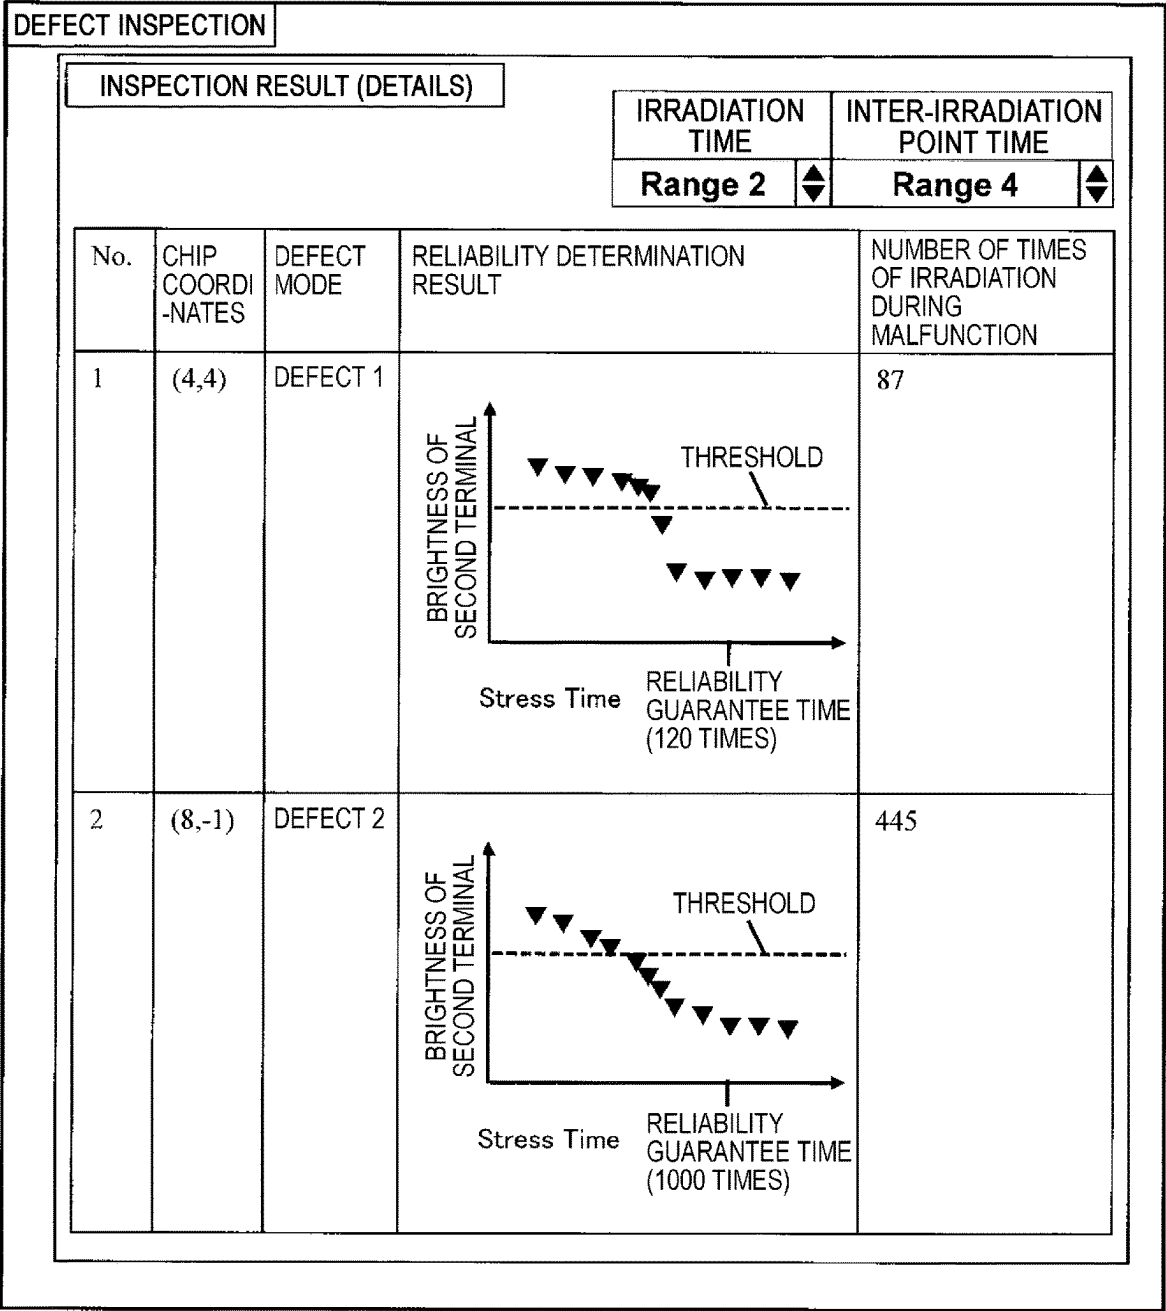 DEFECT INSPECTION
INSPECTION RESULT (DETAILS)
IRRADIATION
TIME
INTER-IRRADIATION
POINT TIME
Range 2
Range 4
No.
CHIP
COORDI
-NATES
DEFECT
MODE
RELIABILITY DETERMINATION
RESULT
NUMBER OF TIMES
OF IRRADIATION
DURING
MALFUNCTION
1
(4,4)
DEFECT 1
87
BRIGHTNESS OF
SECOND TERMINAL
THRESHOLD
Stress Time
RELIABILITY
GUARANTEE TIME
(120 TIMES)
2
(8,-1)
DEFECT 2
445
BRIGHTNESS OF
SECOND TERMINAL
THRESHOLD
Stress Time
RELIABILITY
GUARANTEE TIME
(1000 TIMES)